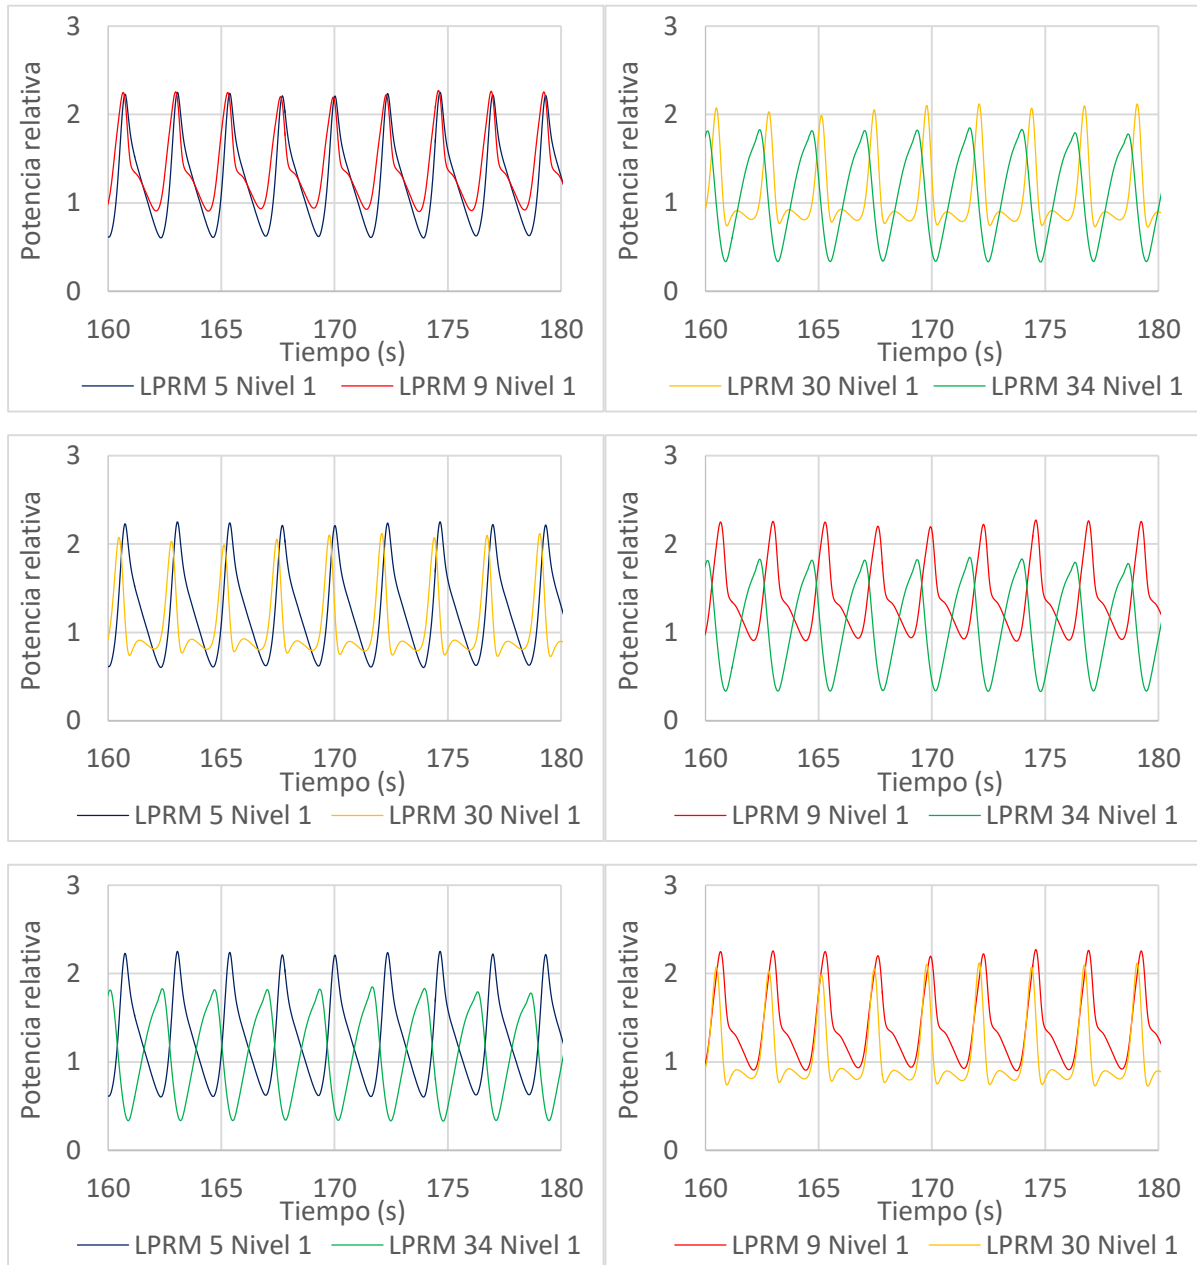 3
2
1
0
Potencia relativa
160 165 170 175 180
Tiempo (s)
LPRM 5 Nivel 1 LPRM 9 Nivel 1
3
2
1
0
Potencia relativa
160 165 170 175 180
Tiempo (s)
LPRM 30 Nivel 1 LPRM 34 Nivel 1
3
2
1
0
Potencia relativa
160 165 170 175 180
Tiempo (s)
LPRM 5 Nivel 1 LPRM 30 Nivel 1
3
2
1
0
Potencia relativa
160 165 170 175 180
Tiempo (s)
LPRM 9 Nivel 1 LPRM 34 Nivel 1
3
2
1
0
Potencia relativa
160 165 170 175 180
Tiempo (s)
LPRM 5 Nivel 1 LPRM 34 Nivel 1
3
2
1
0
Potencia relativa
160 165 170 175 180
Tiempo (s)
LPRM 9 Nivel 1 LPRM 30 Nivel 1